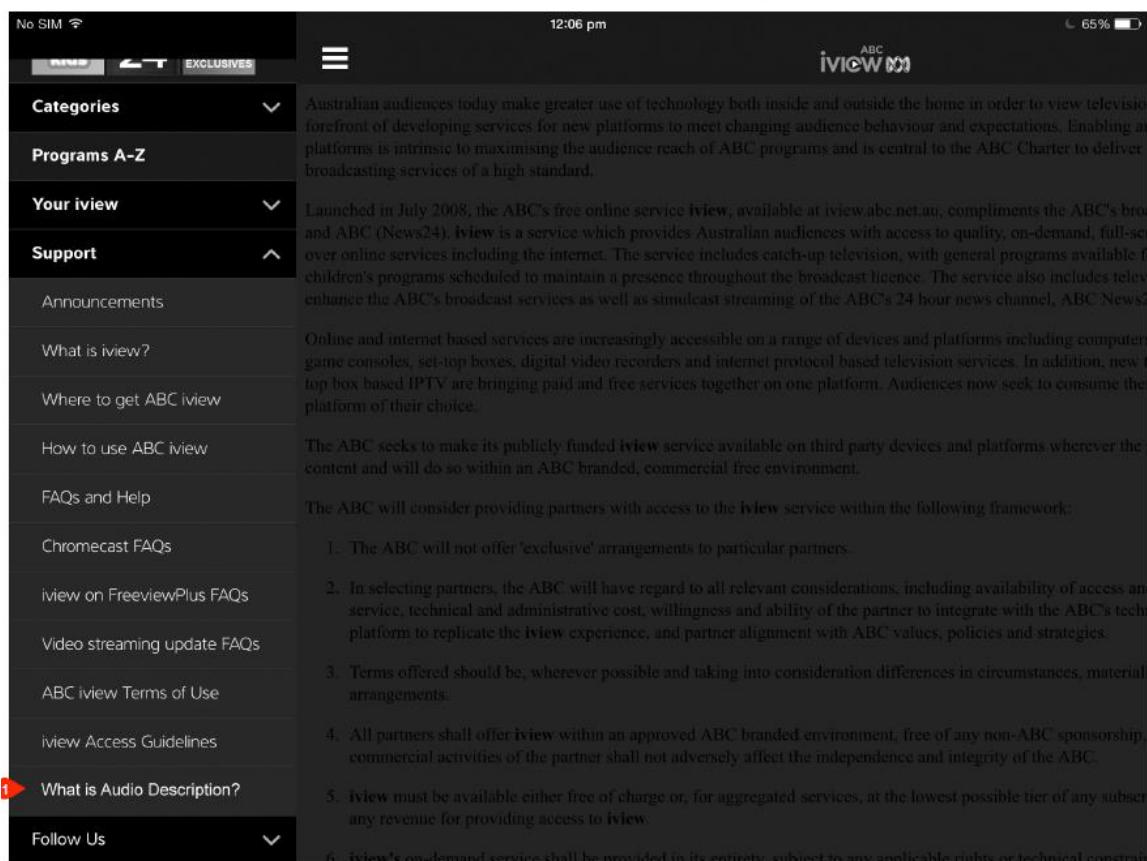 No SIM 12:06 pm 65%
Kids 24 EXCLUSIVES
ABC
iview
Categories
Programs A-Z
Your iview
Support
Announcements
What is iview?
Where to get ABC iview
How to use ABC iview
FAQs and Help
Chromecast FAQs
iview on FreeviewPlus FAQs
Video streaming update FAQs
ABC iview Terms of Use
iview Access Guidelines
1 What is Audio Description?
Follow Us
Australian audiences today make greater use of technology both inside and outside the home in order to view
forefront of developing services for new platforms to meet changing audience behaviour and expectations. Enabling
platforms is intrinsic to maximising the audience reach of ABC programs and is central to the ABC Charter to deliver
broadcasting services of a high standard.
Launched in July 2008, the ABC's free online service iview, available at iview.abc.net.au, compliments the ABC's
and ABC (News24). iview is a service which provides Australian audiences with access to quality, on-demand,
over online services including the internet. The service includes catch-up television, with general programs available
children's programs scheduled to maintain a presence throughout the broadcast licence. The service also includes
enhance the ABC's broadcast services as well as simulcast streaming of the ABC's 24 hour news channel, ABC
Online and internet based services are increasingly accessible on a range of devices and platforms including
game consoles, set-top boxes, digital video recorders and internet protocol based television services. In addition, new
top box based IPTV are bringing paid and free services together on one platform. Audiences now seek to consume
platform of their choice.
The ABC seeks to make its publicly funded iview service available on third party devices and platforms wherever the
content and will do so within an ABC branded, commercial free environment.
The ABC will consider providing partners with access to the iview service within the following framework:
1. The ABC will not offer 'exclusive' arrangements to particular partners.
2. In selecting partners, the ABC will have regard to all relevant considerations, including availability of access
service, technical and administrative cost, willingness and ability of the partner to integrate with the ABC's
platform to replicate the iview experience, and partner alignment with ABC values, policies and strategies.
3. Terms offered should be, wherever possible and taking into consideration differences in circumstances, material
arrangements.
4. All partners shall offer iview within an approved ABC branded environment, free of any non-ABC sponsorship,
commercial activities of the partner shall not adversely affect the independence and integrity of the ABC.
5. iview must be available either free of charge or, for aggregated services, at the lowest possible tier of any
any revenue for providing access to iview.
6. iview's on-demand service shall be provided in its entirety, subject to any applicable rights or technical